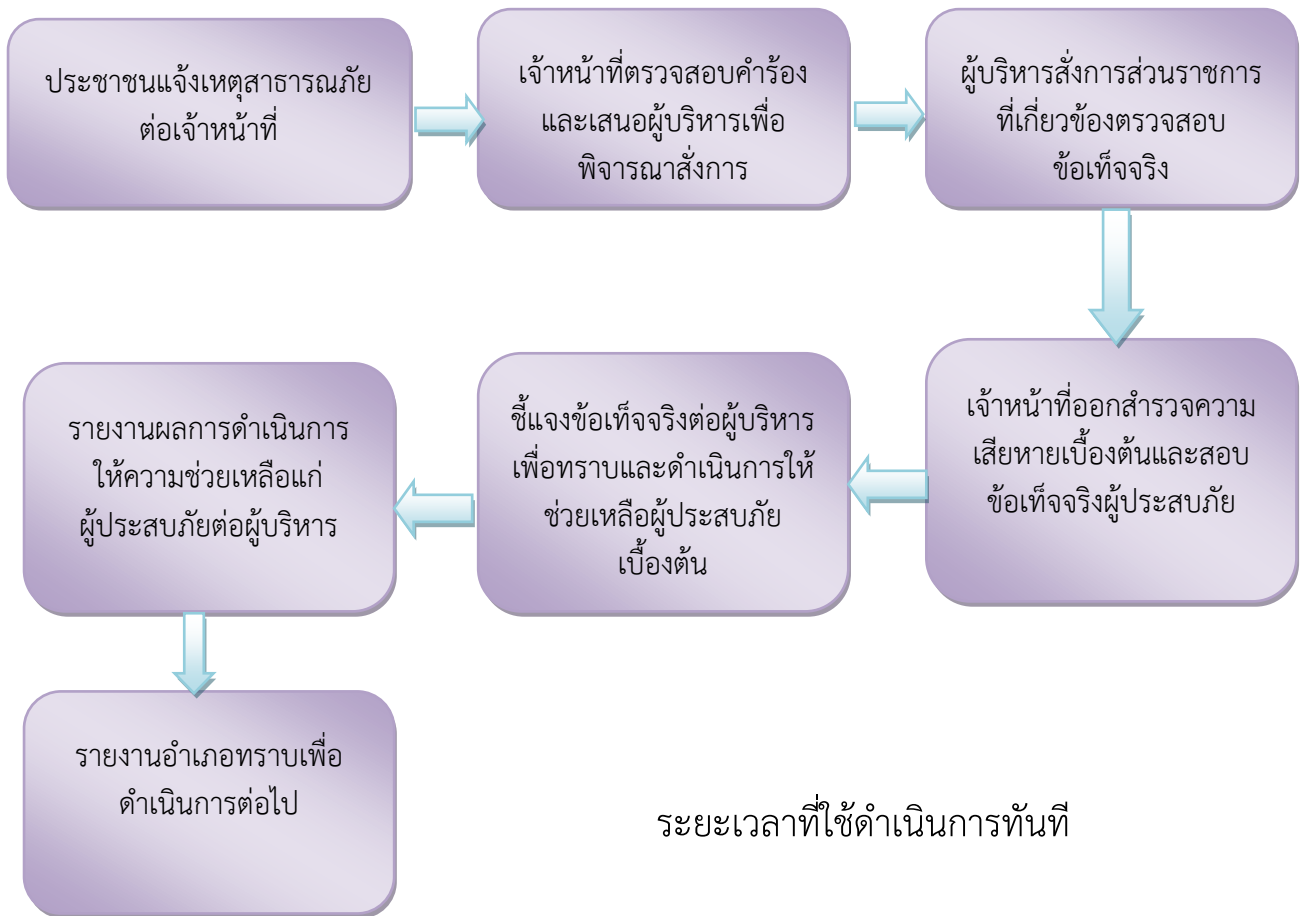 ประชาชนแจ้งเหตุสาธารณภัย
ต่อเจ้าหน้าที่
เจ้าหน้าที่ตรวจสอบคำร้อง
และเสนอผู้บริหารเพื่อ
พิจารณาสั่งการ
ผู้บริหารสั่งการส่วนราชการ
ที่เกี่ยวข้องตรวจสอบ
ข้อเท็จจริง
เจ้าหน้าที่ออกสำรวจความ
เสียหายเบื้องต้นและสอบ
ข้อเท็จจริงผู้ประสบภัย
ชี้แจงข้อเท็จจริงต่อผู้บริหาร
เพื่อทราบและดำเนินการให้
ช่วยเหลือผู้ประสบภัย
เบื้องต้น
รายงานผลการดำเนินการ
ให้ความช่วยเหลือแก่
ผู้ประสบภัยต่อผู้บริหาร
รายงานอำเภอทราบเพื่อ
ดำเนินการต่อไป
ระยะเวลาที่ใช้ดำเนินการทันที